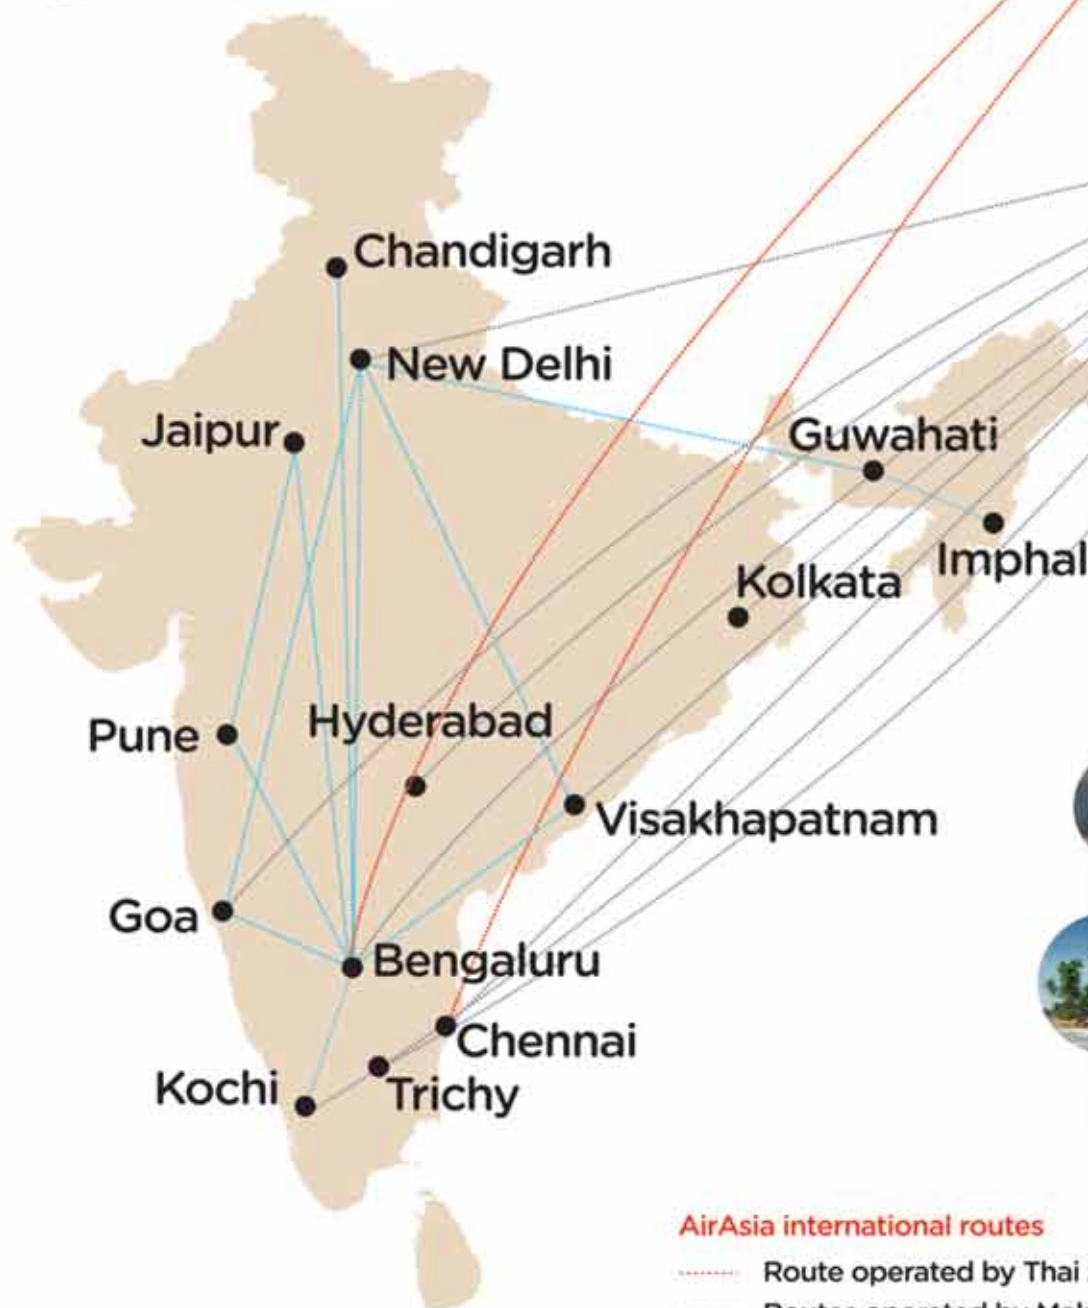 Chandigarh
New Delhi
Jaipur
Guwahati
Imphal
Kolkata
Hyderabad
Pune
Visakhapatnam
Goa
Bengaluru
Chennai
Kochi
Trichy
AirAsia international routes
Route operated by Thai